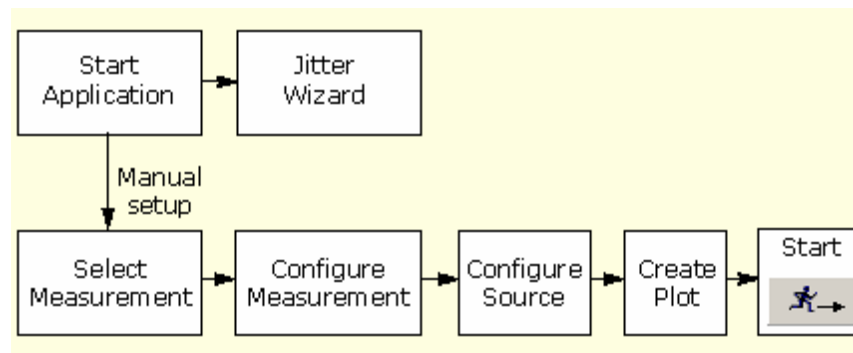 Start
Application
Jitter
Wizard
Manual
setup
Select
Measurement
Configure
Measurement
Configure
Source
Create
Plot
Start